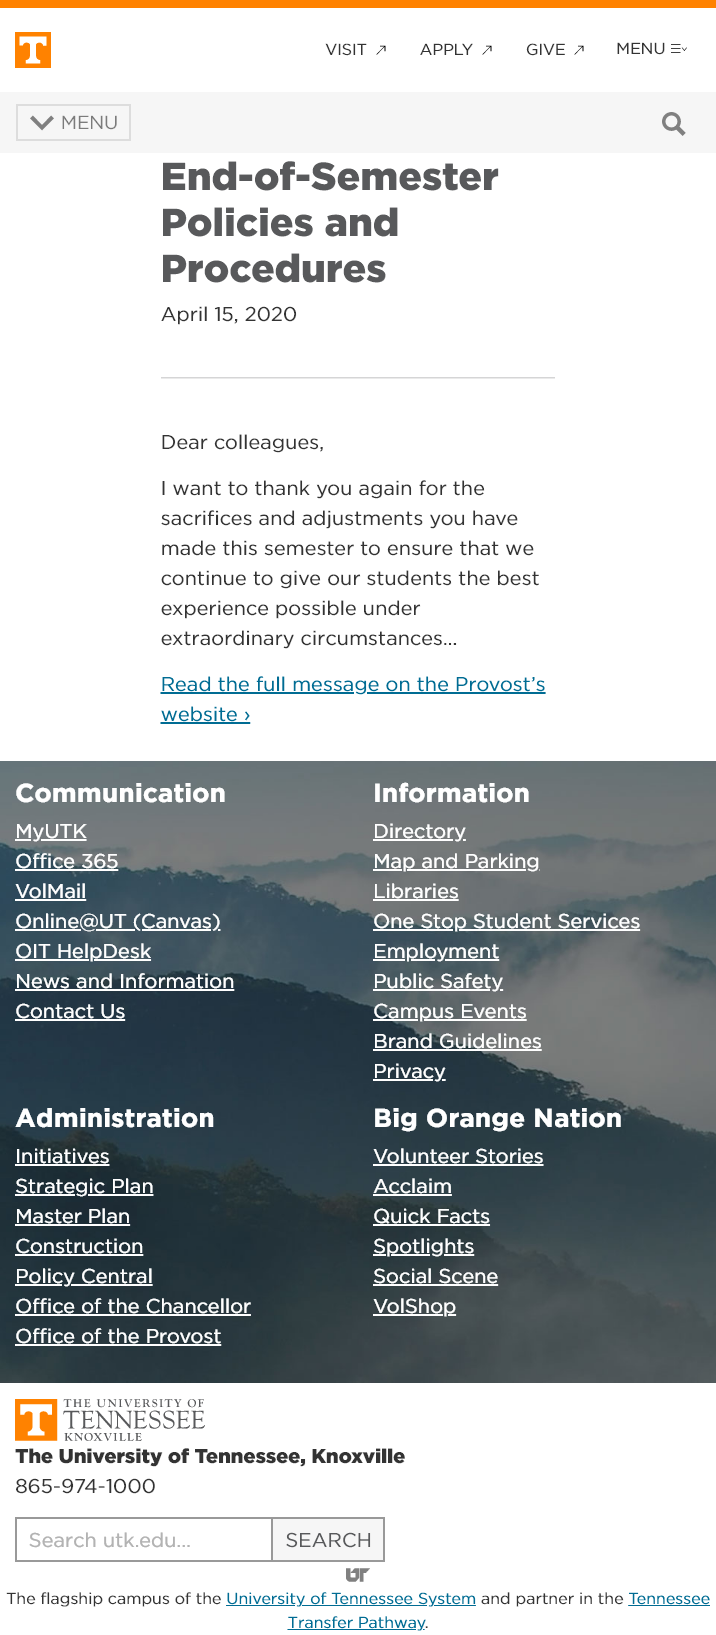 T
VISIT
APPLY
GIVE
MENU
MENU
End-of-Semester
Policies and
Procedures
April 15, 2020
Dear colleagues,
I want to thank you again for the
sacrifices and adjustments you have
made this semester to ensure that we
continue to give our students the best
experience possible under
extraordinary circumstances...
Read the full message on the Provost’s
website ›
Communication
MyUTK
Office 365
VolMail
Online@UT (Canvas)
OIT HelpDesk
News and Information
Contact Us
Information
Directory
Map and Parking
Libraries
One Stop Student Services
Employment
Public Safety
Campus Events
Brand Guidelines
Privacy
Administration
Initiatives
Strategic Plan
Master Plan
Construction
Policy Central
Office of the Chancellor
Office of the Provost
Big Orange Nation
Volunteer Stories
Acclaim
Quick Facts
Spotlights
Social Scene
VolShop
T
THE UNIVERSITY OF
TENNESSEE
KNOXVILLE
The University of Tennessee, Knoxville
865-974-1000
Search utk.edu...
SEARCH
The flagship campus of the University of Tennessee System and partner in the Tennessee
Transfer Pathway.